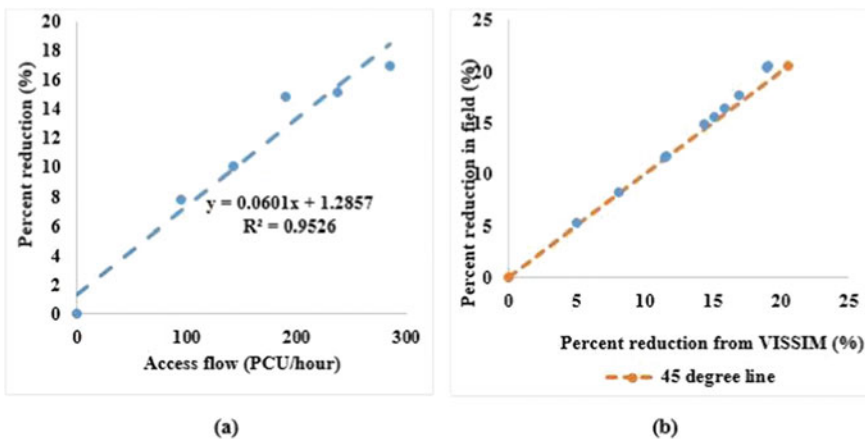 20
18
16
14
12
10
8
6
4
2
0
Percent reduction (%)
y = 0.0601x + 1.2857
R² = 0.9526
0 100 200 300
Access flow (PCU/hour)
(a)
25
20
15
10
5
0
Percent reduction in field (%)
0 5 10 15 20 25
Percent reduction from VISSIM (%)
45 degree line
(b)